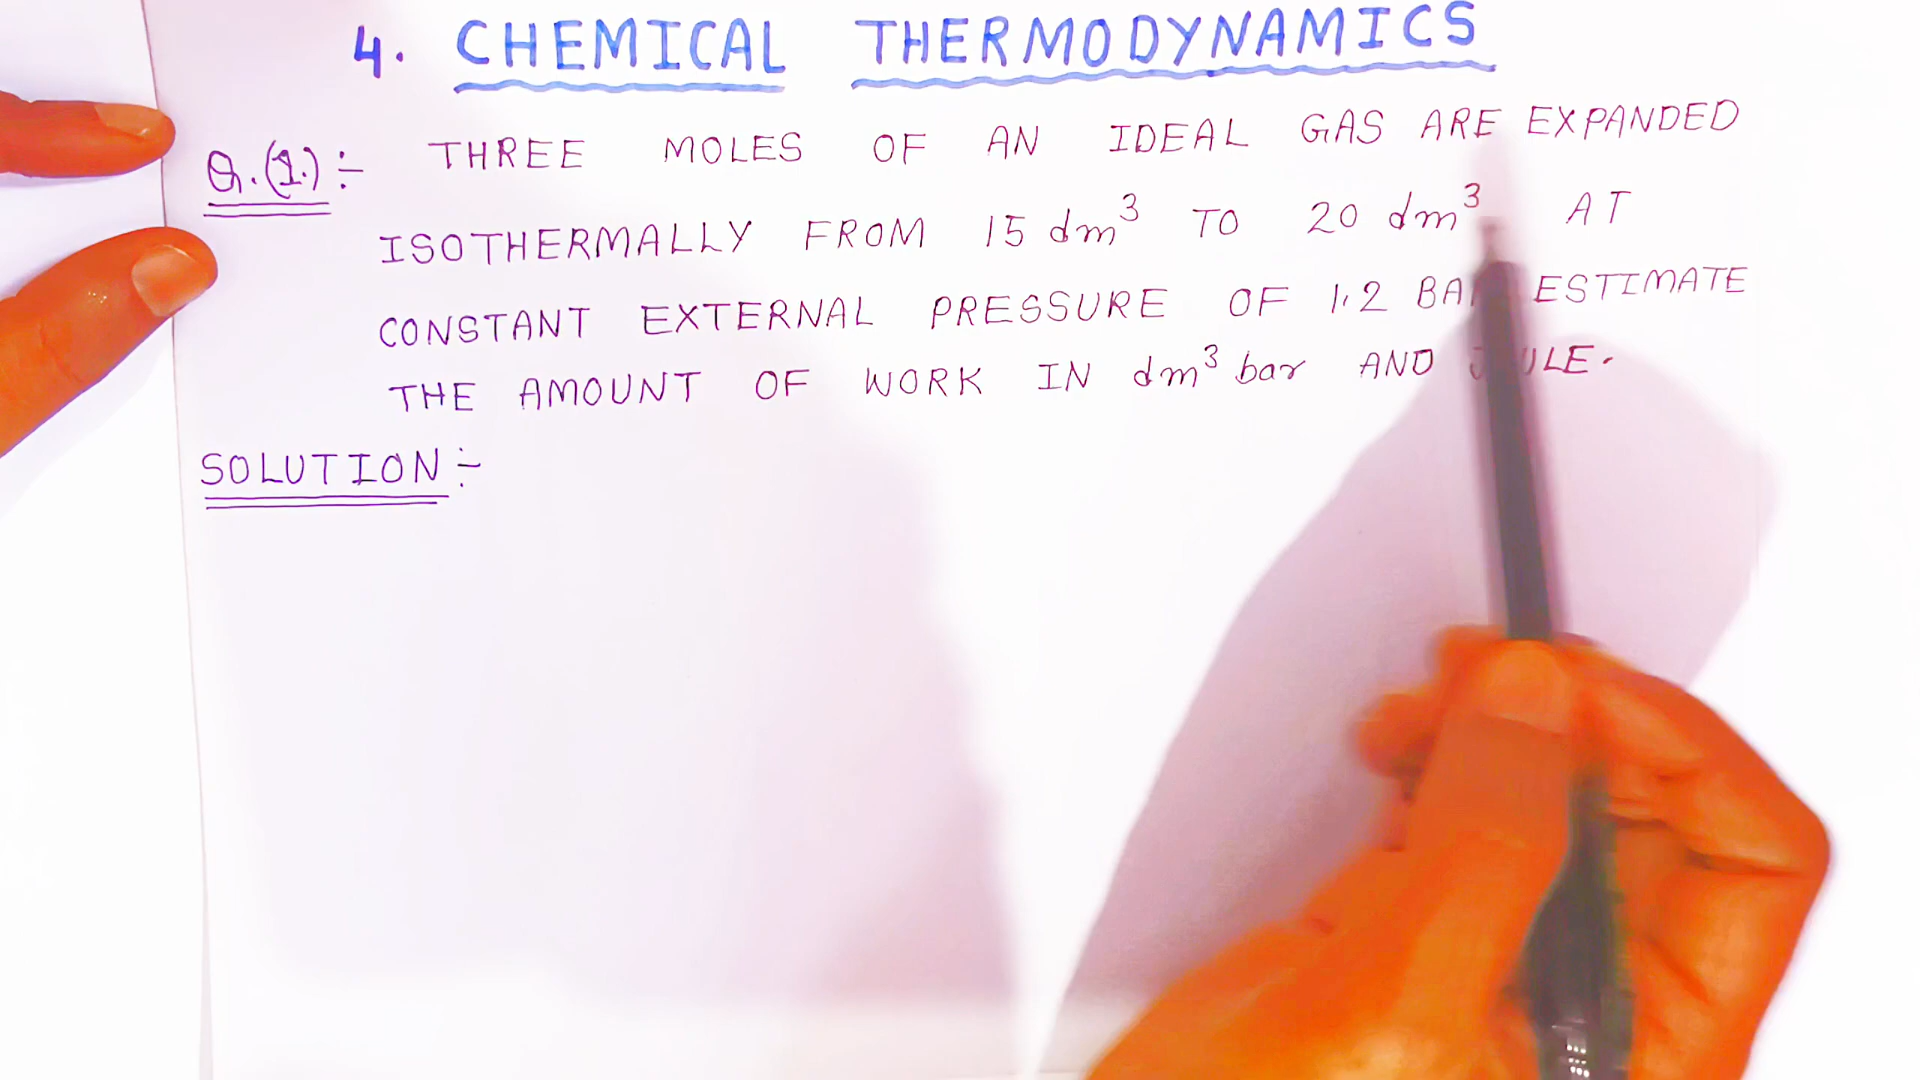 4. CHEMICAL THERMODYNAMICS
Q.(1.) :- THREE MOLES OF AN IDEAL GAS ARE EXPANDED
ISOTHERMALLY FROM 15 dm³ TO 20 dm³ AT
CONSTANT EXTERNAL PRESSURE OF 1.2 ESTIMATE
THE AMOUNT OF WORK IN dm³ bar AND
SOLUTION :-